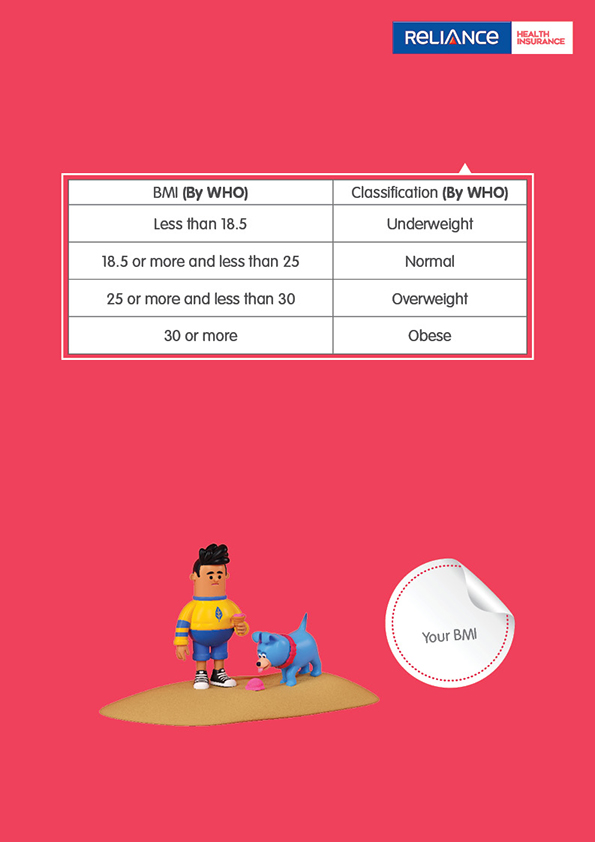 RELIANCE
HEALTH
INSURANCE
BMI (By WHO)
Classification (By WHO)
Less than 18.5
Underweight
18.5 or more and less than 25
Normal
25 or more and less than 30
Overweight
30 or more
Obese
Your BMI